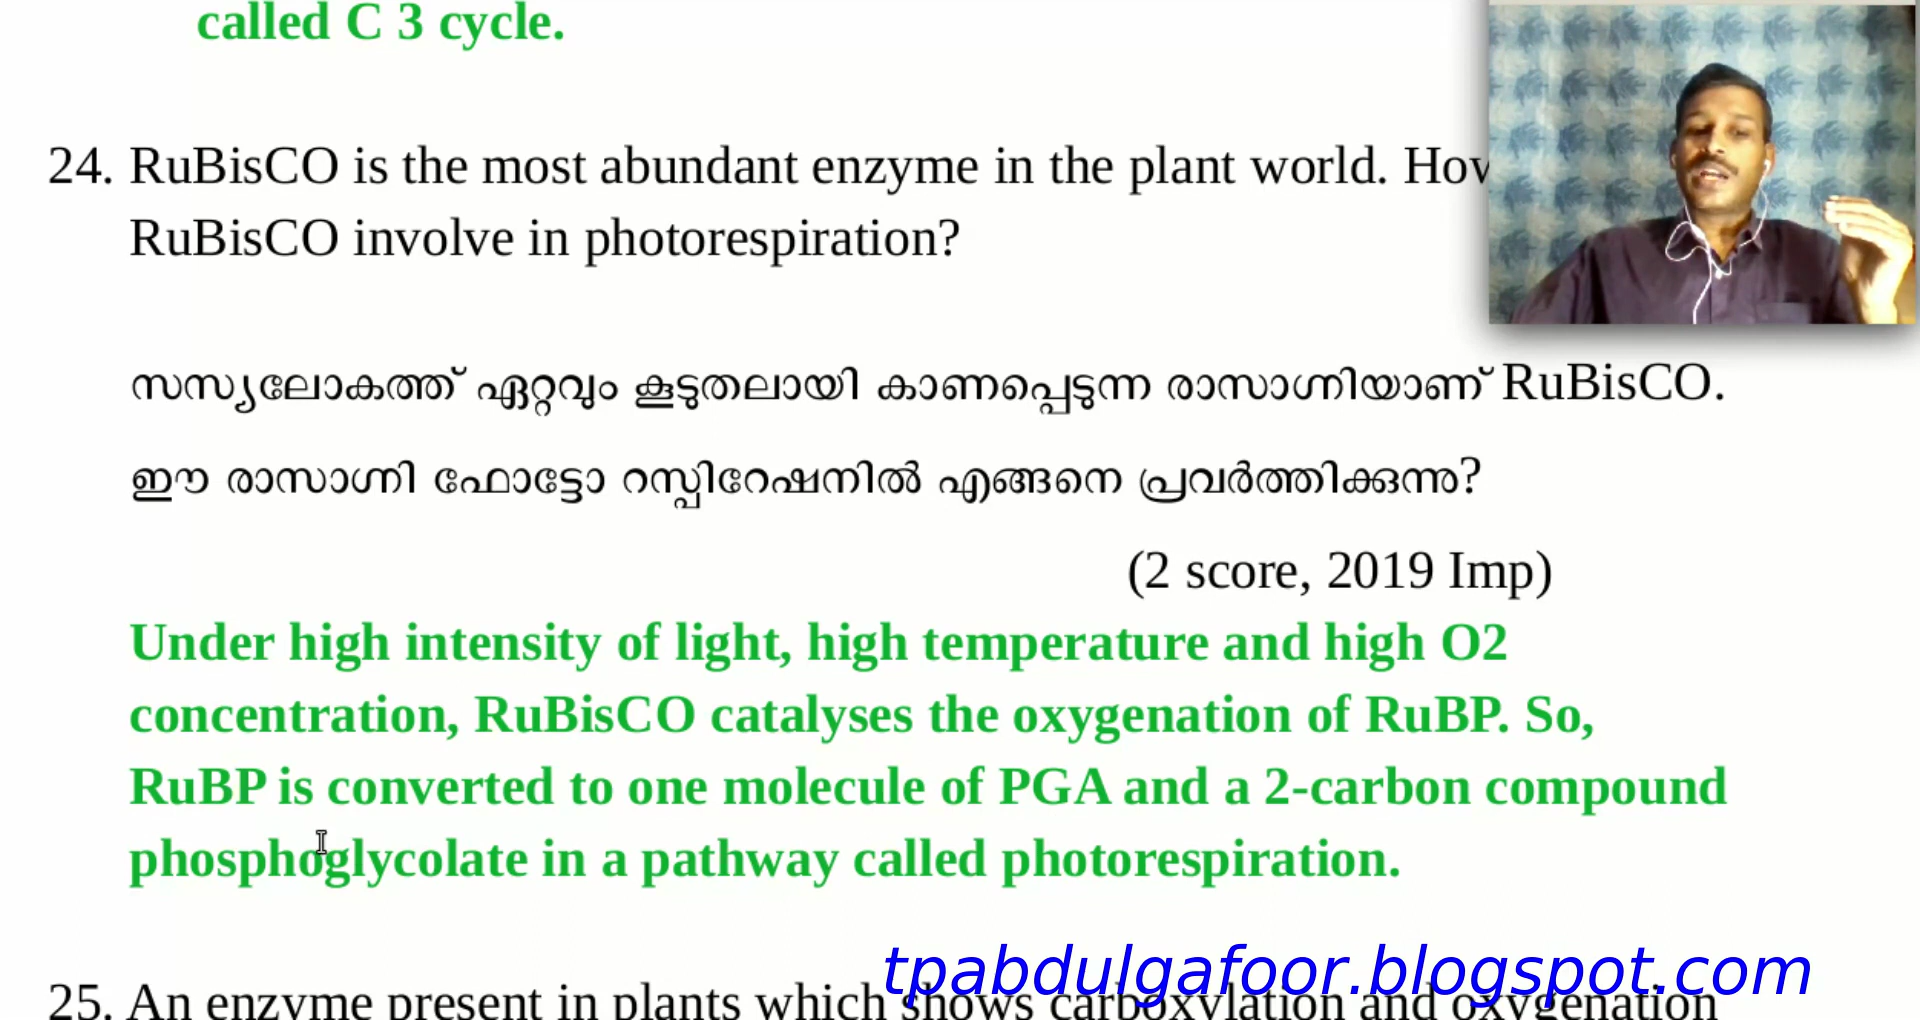 called C 3 cycle.
24. RuBisCO is the most abundant enzyme in the plant world.
RuBisCO involve in photorespiration?
സസ്യലോകത്ത് ഏറ്റവും കൂടുതലായി കാണപ്പെടുന്ന രാസാഗ്നിയാണ് RuBisCO.
ഈ രാസാഗ്നി ഫോട്ടോ റസ്പിറേഷനിൽ എങ്ങനെ പ്രവർത്തിക്കുന്നു?
(2 score, 2019 Imp)
Under high intensity of light, high temperature and high O2
concentration, RuBisCO catalyses the oxygenation of RuBP. So,
RuBP is converted to one molecule of PGA and a 2-carbon compound
phosphoglycolate in a pathway called photorespiration.
tpabdulgafoor.blogspot.com
25. An enzyme present in plants which shows carboxylation and oxygenation